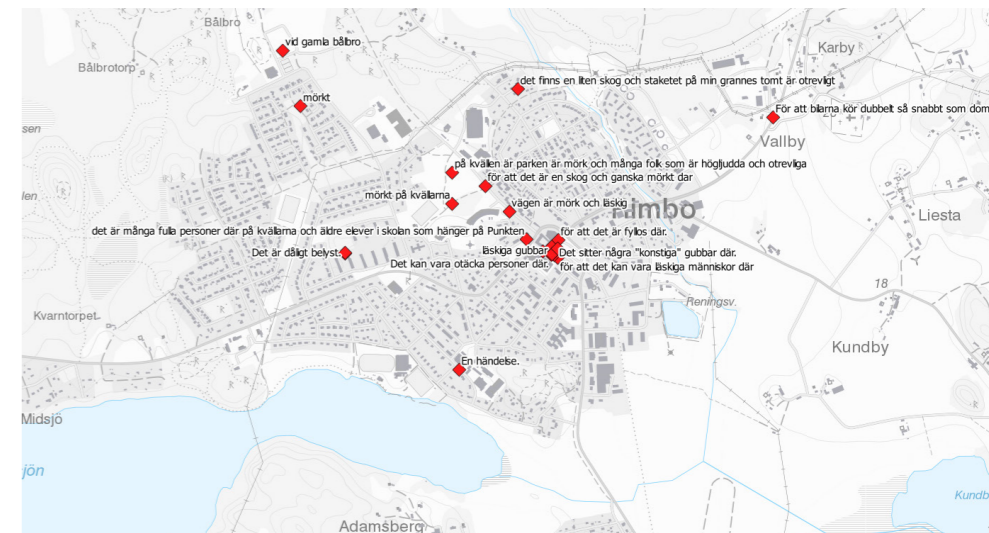 Bålbro
vid gamla bålbro
Karby
Bålbrotorp
det finns en liten skog och staketet på min grannes tomt är otrevligt
mörkt
För att bilarna kör dubbelt så snabbt som dom
Vallby
på kvällen är parken är mörk och många folk som är högljudda och otrevliga
för att det är en skog och ganska mörkt där
mörkt på kvällarna
vägen är mörk och läskig
Rimbo
Liesta
det är många fulla personer där på kvällarna och äldre elever i skolan som hänger på Punkten.
för att det är fyllos där.
Det är dåligt belyst.
läskiga gubbar
Det sitter några "konstiga" gubbar där.
Det kan vara otäcka personer där.
för att det kan vara läskiga människor där
18
Reningsv.
Kvarntorpet
Kundby
En händelse.
Midsjö
jön
Kundb
Adamsberg